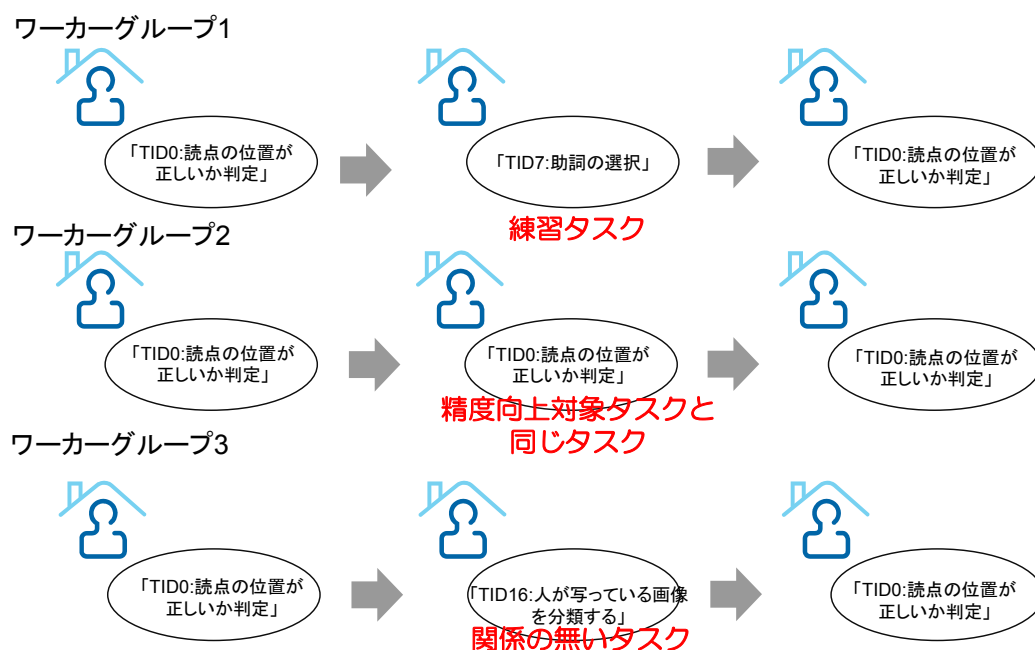 ワーカーグループ1
「TID0:読点の位置が
正しいか判定」
「TID7:助詞の選択」
「TID0:読点の位置が
正しいか判定」
練習タスク
ワーカーグループ2
「TID0:読点の位置が
正しいか判定」
「TID0:読点の位置が
正しいか判定」
「TID0:読点の位置が
正しいか判定」
精度向上対象タスクと
同じタスク
ワーカーグループ3
「TID0:読点の位置が
正しいか判定」
「TID16:人が写っている画像
を分類する」
「TID0:読点の位置が
正しいか判定」
関係の無いタスク